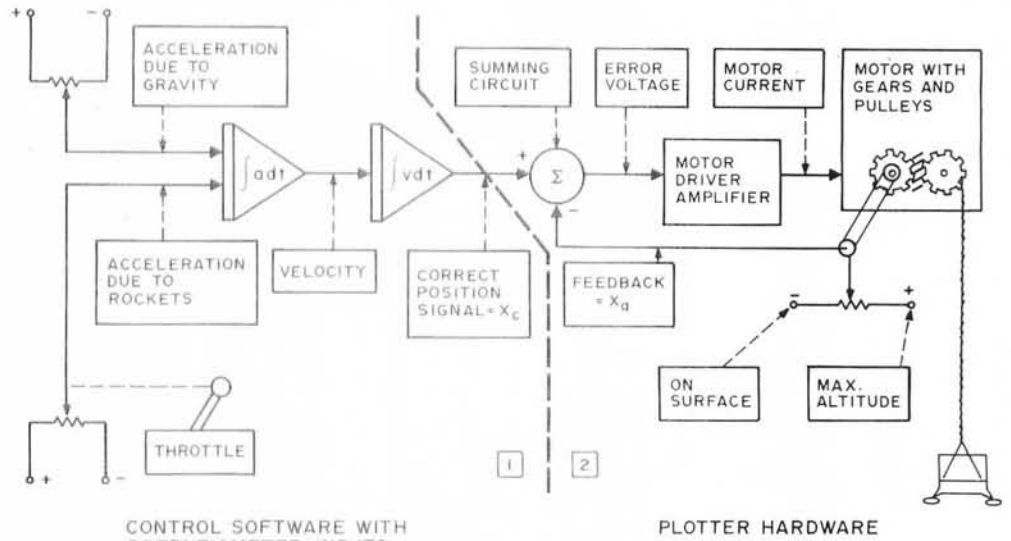 +
-
ACCELERATION
DUE TO
GRAVITY
SUMMING
CIRCUIT
ERROR
VOLTAGE
MOTOR
CURRENT
MOTOR WITH
GEARS AND
PULLEYS
∫adt
∫vdt
+
Σ
-
MOTOR
DRIVER
AMPLIFIER
ACCELERATION
DUE TO
ROCKETS
VELOCITY
CORRECT
POSITION
SIGNAL=Xc
FEEDBACK
=Xa
-
+
ON
SURFACE
MAX.
ALTITUDE
THROTTLE
+
-
1
2
CONTROL SOFTWARE WITH
PLOTTER HARDWARE